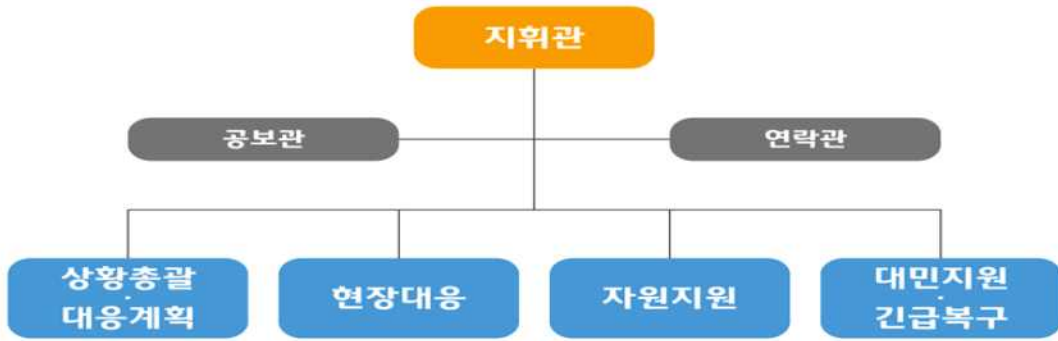 지휘관
공보관
연락관
상황총괄
·
대응계획
현장대응
자원지원
대민지원
·
긴급복구